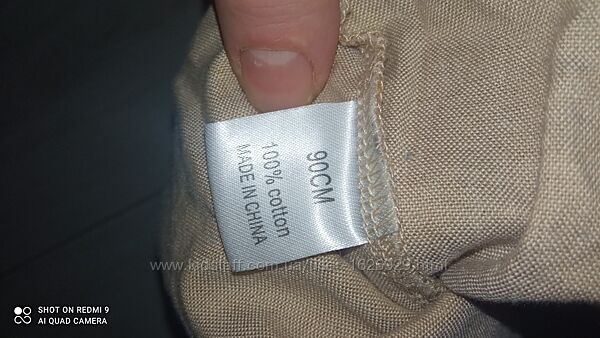 90CM
100% cotton
MADE IN CHINA
SHOT ON REDMI 9
AI QUAD CAMERA